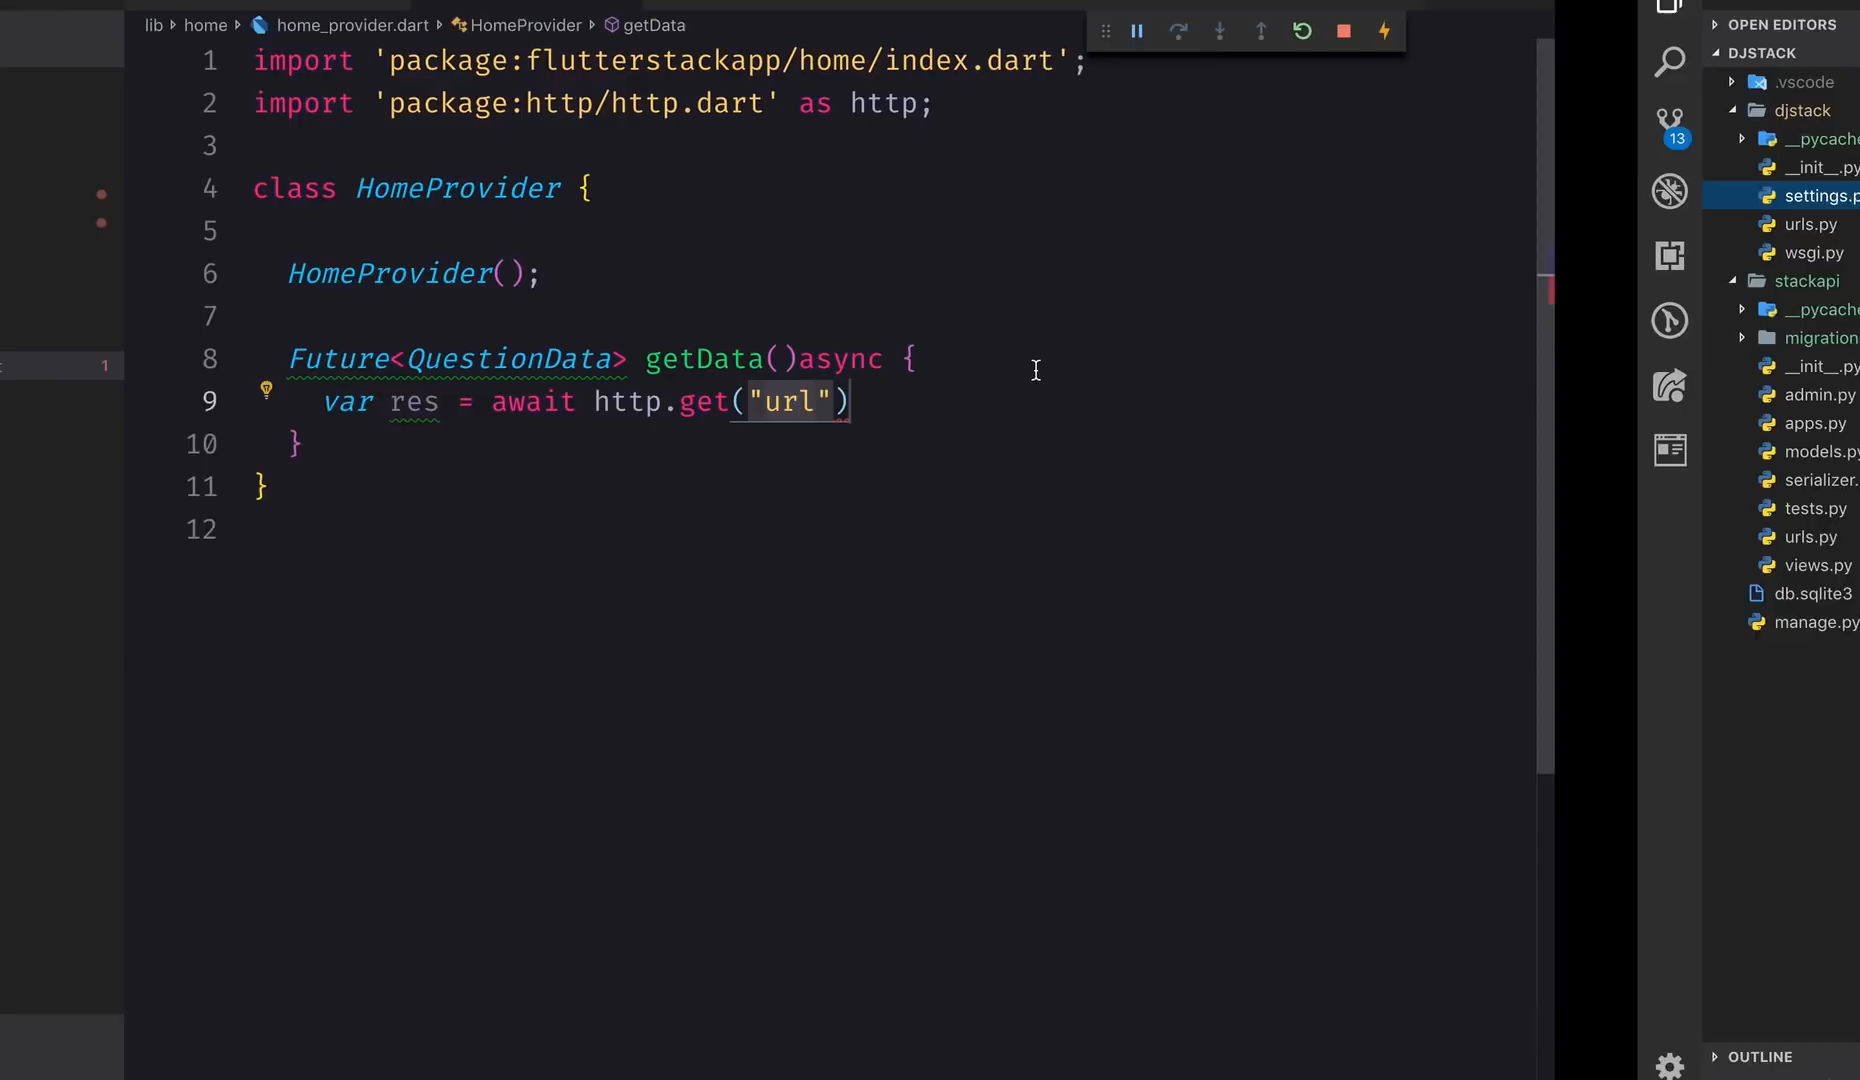 lib › home › home_provider.dart › HomeProvider › getData
1 import 'package:flutterstackapp/home/index.dart';
2 import 'package:http/http.dart' as http;
3
4 class HomeProvider {
5
6 HomeProvider();
7
8 Future<QuestionData> getData()async {
9 var res = await http.get("url")
10 }
11 }
12
1
13
OPEN EDITORS
DJSTACK
.vscode
djstack
__pycache
__init__.py
settings.p
urls.py
wsgi.py
stackapi
__pycache
migration
__init__.py
admin.py
apps.py
models.py
serializer.
tests.py
urls.py
views.py
db.sqlite3
manage.py
OUTLINE